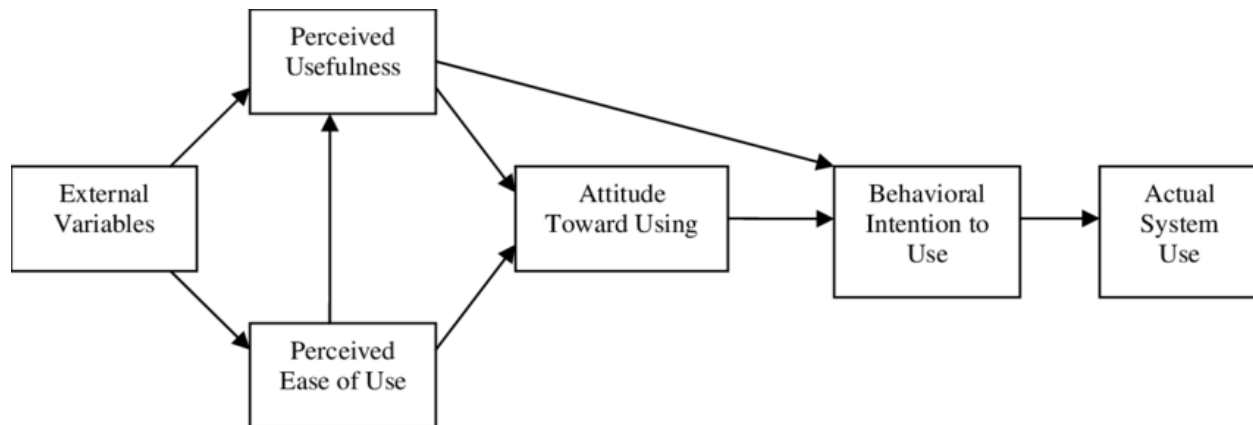 Perceived
Usefulness
External
Variables
Perceived
Ease of Use
Attitude
Toward Using
Behavioral
Intention to
Use
Actual
System
Use